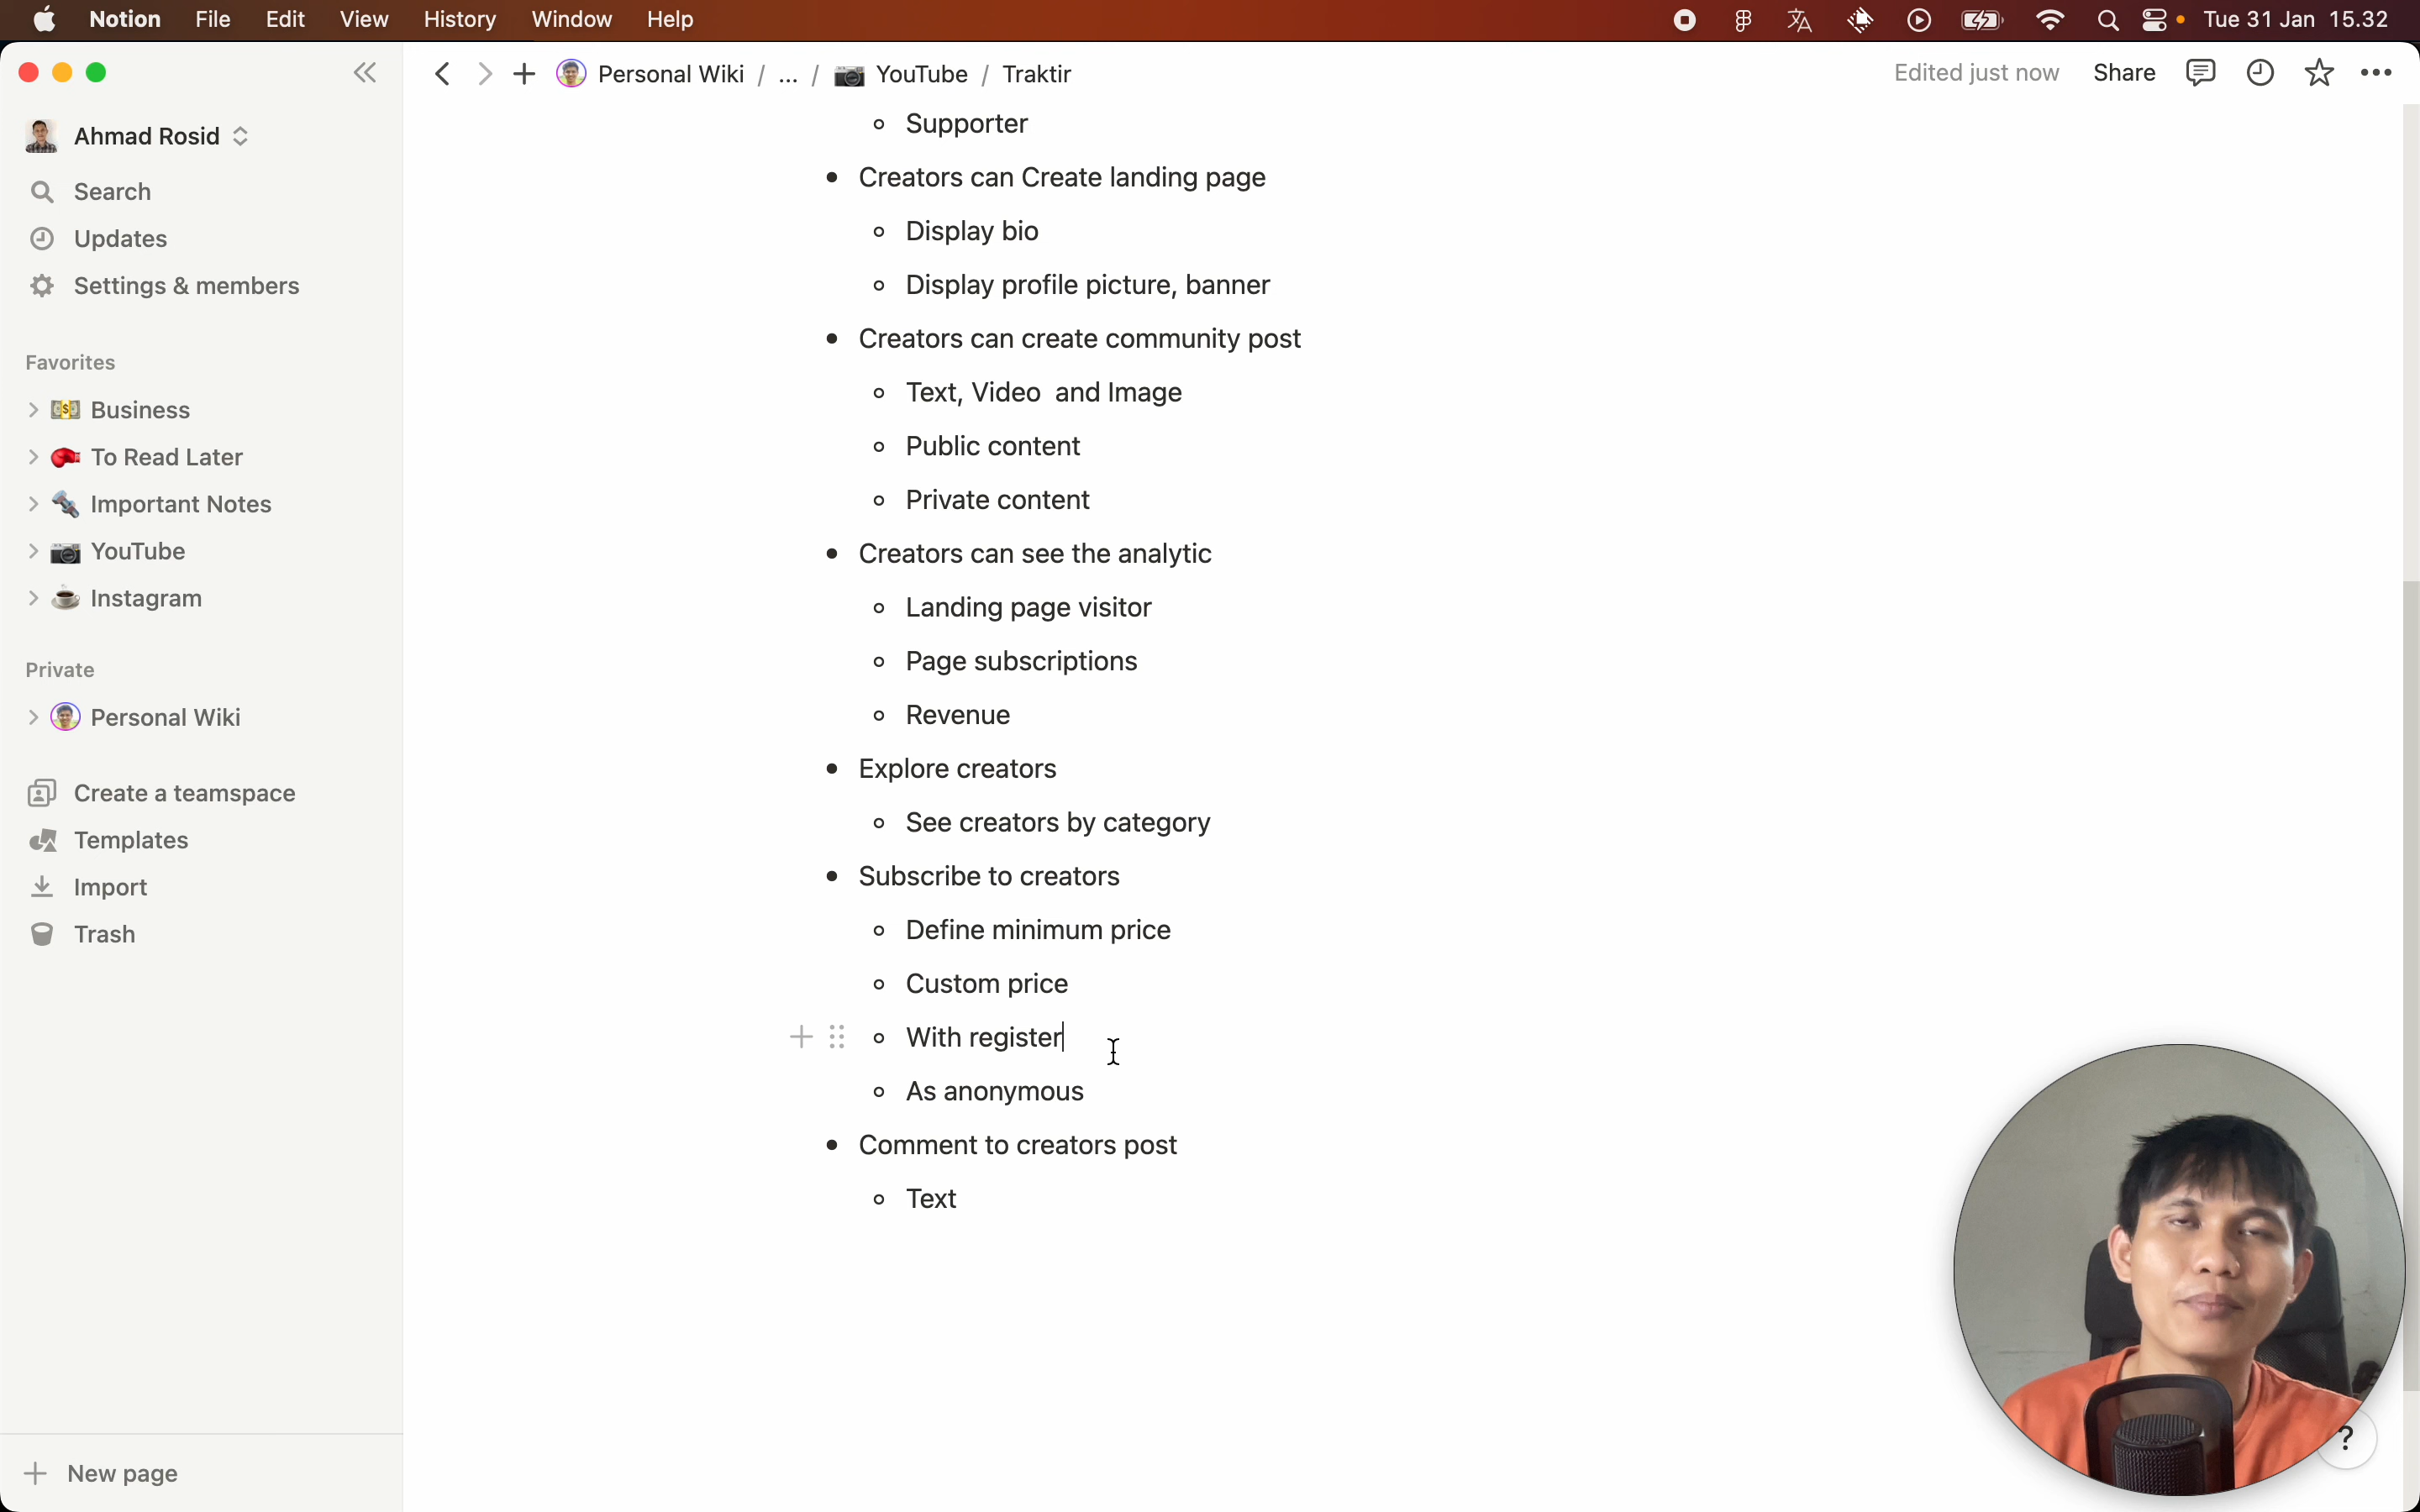 Notion File Edit View History Window Help Tue 31 Jan 15.32
Personal Wiki / ... / YouTube / Traktir Edited just now Share
Ahmad Rosid
Search
Updates
Settings & members
Favorites
Business
To Read Later
Important Notes
YouTube
Instagram
Private
Personal Wiki
Create a teamspace
Templates
Import
Trash
New page
Supporter
Creators can Create landing page
Display bio
Display profile picture, banner
Creators can create community post
Text, Video and Image
Public content
Private content
Creators can see the analytic
Landing page visitor
Page subscriptions
Revenue
Explore creators
See creators by category
Subscribe to creators
Define minimum price
Custom price
With register
As anonymous
Comment to creators post
Text
?